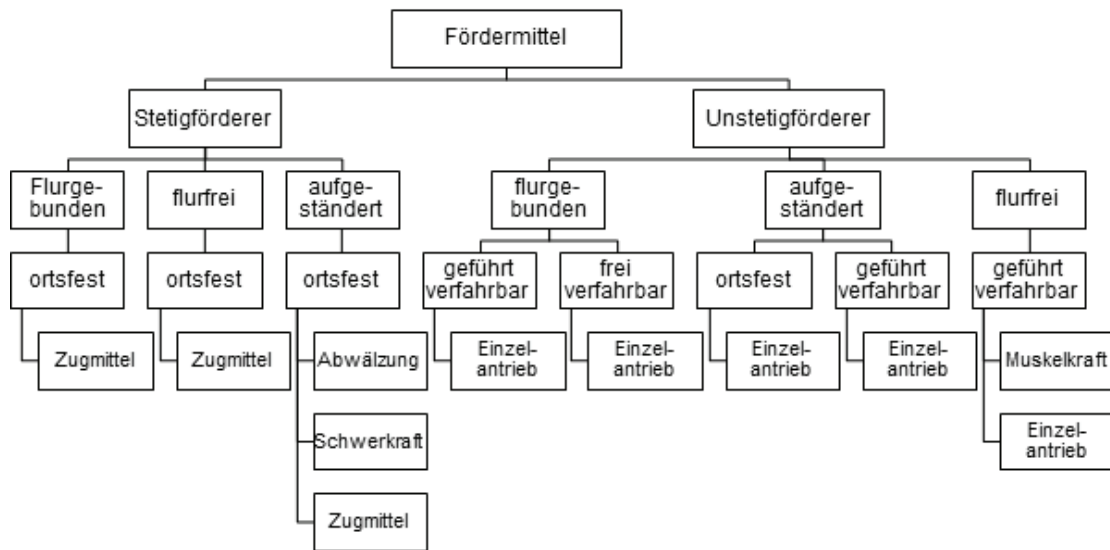 Fördermittel
Stetigförderer
Unstetigförderer
Flurge-
bunden
flurfrei
aufge-
ständert
flurge-
bunden
aufge-
ständert
flurfrei
ortsfest
ortsfest
ortsfest
geführt
verfahrbar
frei
verfahrbar
ortsfest
geführt
verfahrbar
geführt
verfahrbar
Zugmittel
Zugmittel
Abwälzung
Einzel-
antrieb
Einzel-
antrieb
Einzel-
antrieb
Einzel-
antrieb
Muskelkraft
Schwerkraft
Einzel-
antrieb
Zugmittel